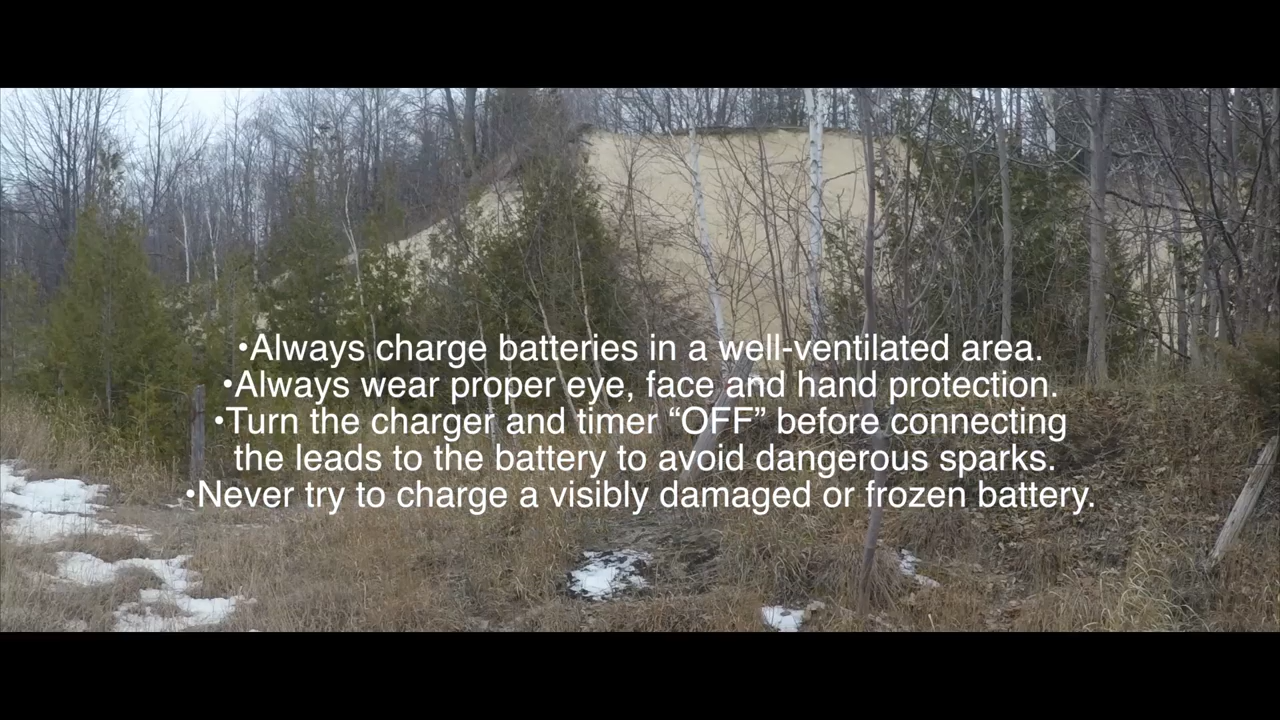 •Always charge batteries in a well-ventilated area.
•Always wear proper eye, face and hand protection.
•Turn the charger and timer “OFF” before connecting
the leads to the battery to avoid dangerous sparks.
•Never try to charge a visibly damaged or frozen battery.